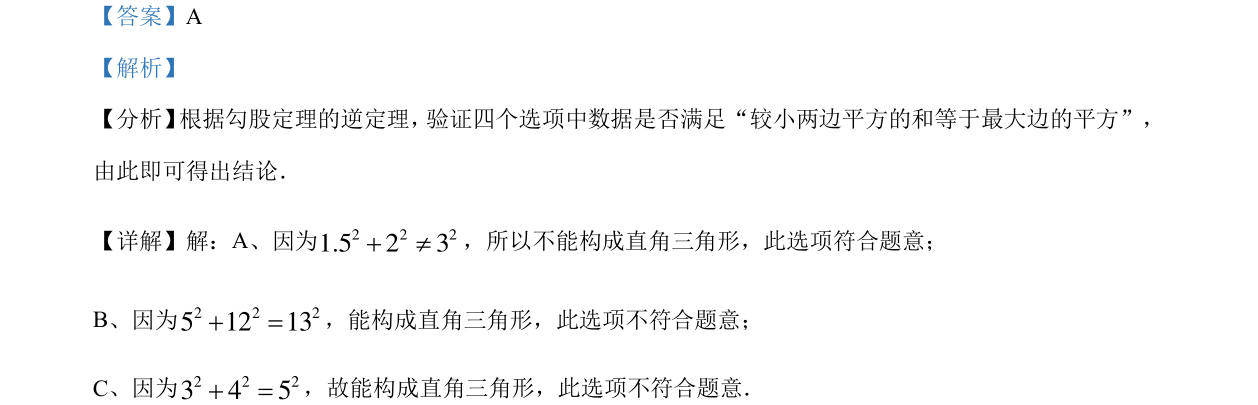 【答案】A
【解析】
【分析】根据勾股定理的逆定理，验证四个选项中数据是否满足“较小两边平方的和等于最大边的平方”，
由此即可得出结论．
【详解】解：A、因为1.5²+2²≠3²，所以不能构成直角三角形，此选项符合题意；
B、因为5²+12²=13²，能构成直角三角形，此选项不符合题意；
C、因为3²+4²=5²，故能构成直角三角形，此选项不符合题意．